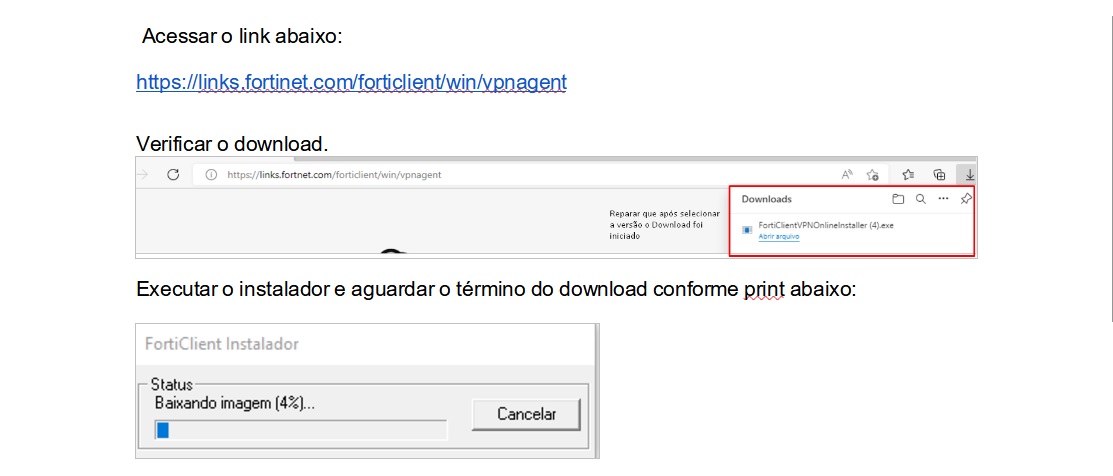 Acessar o link abaixo:
https://links.fortinet.com/forticlient/win/vpnagent
Verificar o download.
https://links.fortnet.com/forticlient/win/vpnagent
Downloads
Reparar que após selecionar
a versão o Download foi
iniciado
FortiClientVPNOnlineInstaller (4).exe
Abrir arquivo
Executar o instalador e aguardar o término do download conforme print abaixo:
FortiClient Instalador
Status
Baixando imagem (4%)...
Cancelar